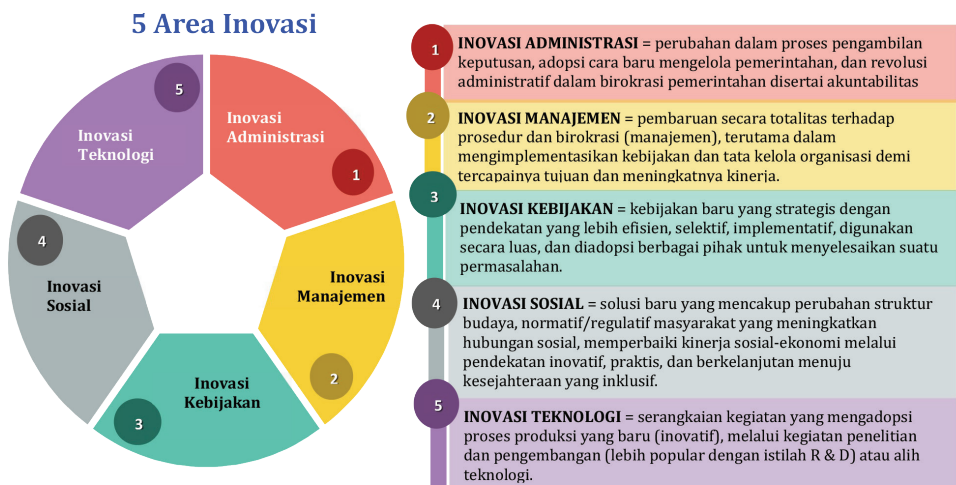 5 Area Inovasi
5
Inovasi
Teknologi
Inovasi
Administrasi
1
4
Inovasi
Sosial
Inovasi
Manajemen
2
Inovasi
Kebijakan
3
1
INOVASI ADMINISTRASI = perubahan dalam proses pengambilan
keputusan, adopsi cara baru mengelola pemerintahan, dan revolusi
administratif dalam birokrasi pemerintahan disertai akuntabilitas
2
INOVASI MANAJEMEN = pembaruan secara totalitas terhadap
prosedur dan birokrasi (manajemen), terutama dalam
mengimplementasikan kebijakan dan tata kelola organisasi demi
tercapainya tujuan dan meningkatnya kinerja.
3
INOVASI KEBIJAKAN = kebijakan baru yang strategis dengan
pendekatan yang lebih efisien, selektif, implementatif, digunakan
secara luas, dan diadopsi berbagai pihak untuk menyelesaikan suatu
permasalahan.
4
INOVASI SOSIAL = solusi baru yang mencakup perubahan struktur
budaya, normatif/regulatif masyarakat yang meningkatkan
hubungan sosial, memperbaiki kinerja sosial-ekonomi melalui
pendekatan inovatif, praktis, dan berkelanjutan menuju
kesejahteraan yang inklusif.
5
INOVASI TEKNOLOGI = serangkaian kegiatan yang mengadopsi
proses produksi yang baru (inovatif), melalui kegiatan penelitian
dan pengembangan (lebih popular dengan istilah R & D) atau alih
teknologi.